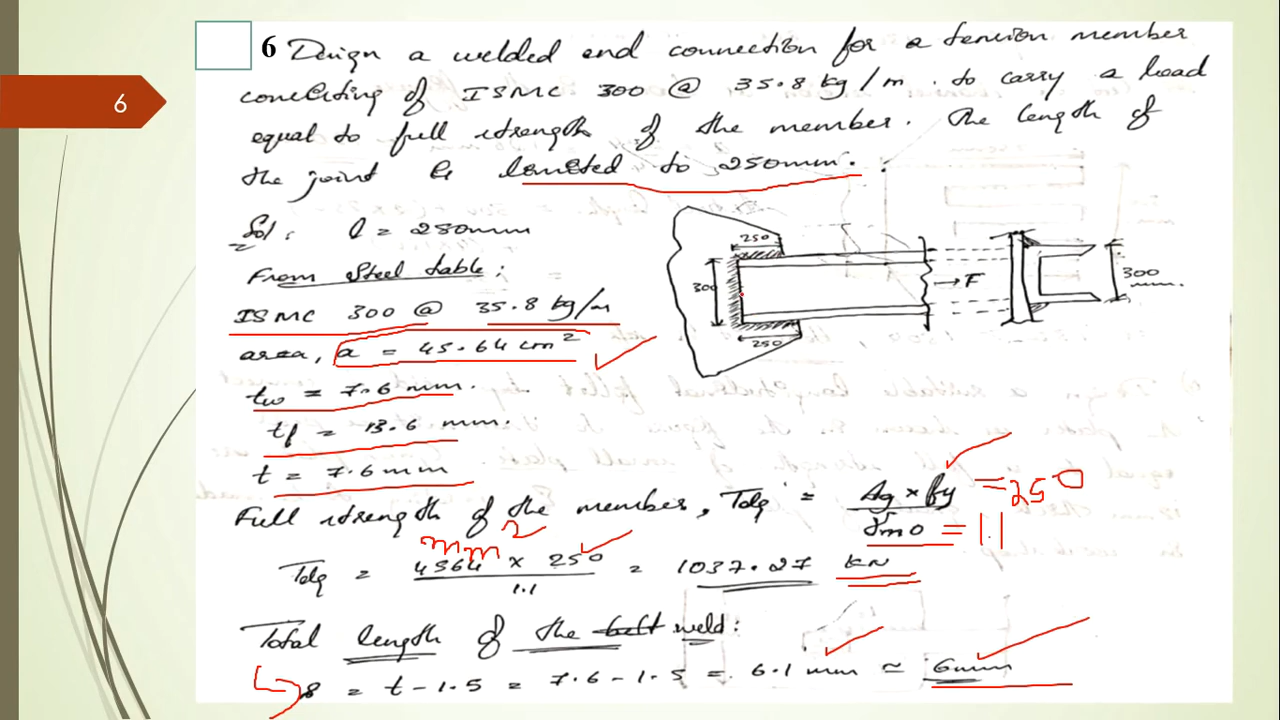 6
6 Design a welded end connection for a tension member
consisting of ISMC 300 @ 35.8 kg/m. to carry a load
equal to full strength of the member. The length of
the joint is limited to 250mm.
Sol: l = 250mm
From Steel table:
ISMC 300 @ 35.8 kg/m
area, a = 45.64 cm²
tw = 7.6 mm.
tf = 13.6 mm.
t = 7.6mm
250
300
250
→ F
300
mm.
Full strength of the member, Tdg = Ag × fy / γmo
= 250
= 1.1
mm²
Tdg = 4564 × 250 / 1.1 = 1037.27 kN
Total length of the bolt weld:
s = t - 1.5 = 7.6 - 1.5 = 6.1 mm ≈ 6mm